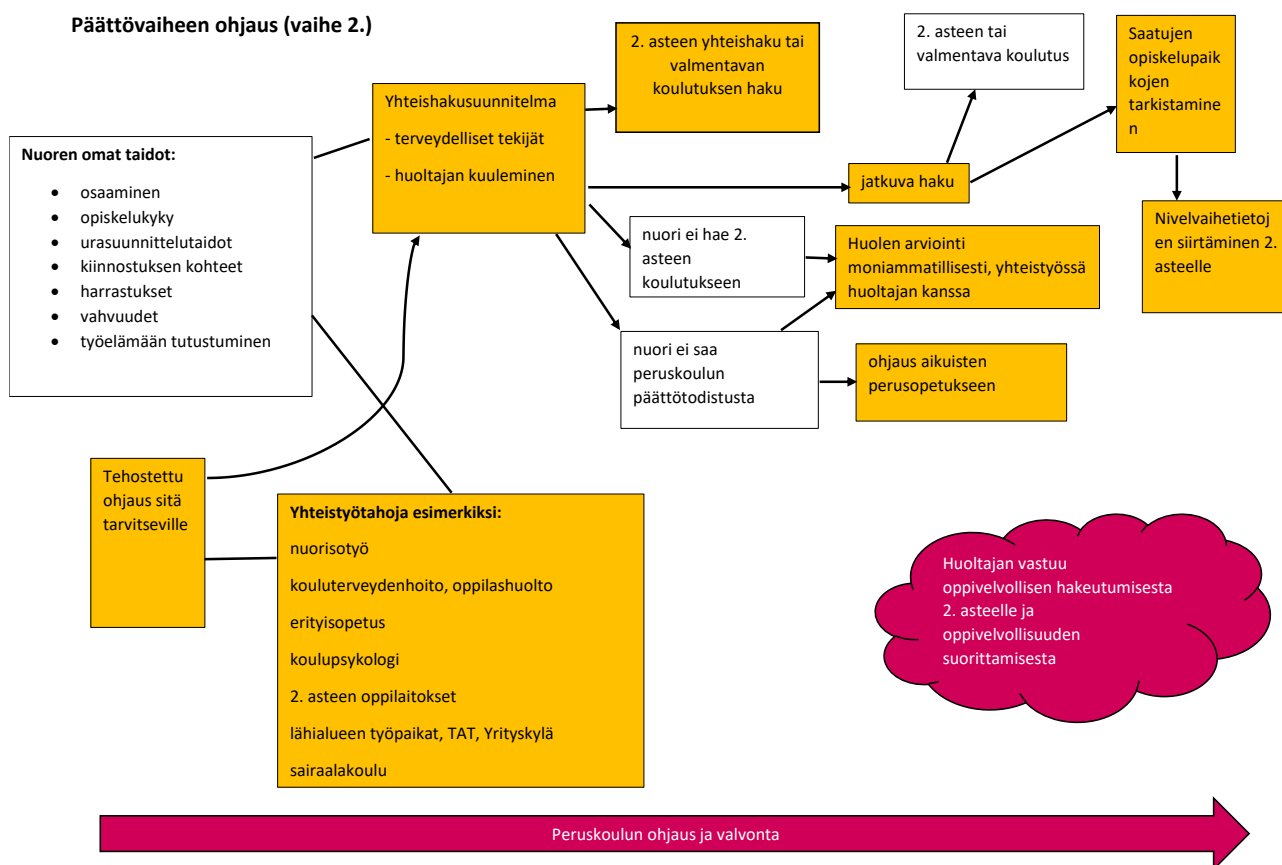 Päättövaiheen ohjaus (vaihe 2.)
Nuoren omat taidot:
• osaaminen
• opiskelukyky
• urasuunnittelutaidot
• kiinnostuksen kohteet
• harrastukset
• vahvuudet
• työelämään tutustuminen
Yhteishakusuunnitelma
- terveydelliset tekijät
- huoltajan kuuleminen
2. asteen yhteishaku tai
valmentavan
koulutuksen haku
2. asteen tai
valmentava koulutus
Saatujen
opiskelupaik
kojen
tarkistamine
n
jatkuva haku
Nivelvaihetietoj
en siirtäminen 2.
asteelle
nuori ei hae 2.
asteen
koulutukseen
Huolen arviointi
moniammatillisesti, yhteistyössä
huoltajan kanssa
nuori ei saa
peruskoulun
päättötodistusta
ohjaus aikuisten
perusopetukseen
Tehostettu
ohjaus sitä
tarvitseville
Yhteistyötahoja esimerkiksi:
nuorisotyö
kouluterveydenhoito, oppilashuolto
erityisopetus
koulupsykologi
2. asteen oppilaitokset
lähialueen työpaikat, TAT, Yrityskylä
sairaalakoulu
Huoltajan vastuu
oppivelvollisen hakeutumisesta
2. asteelle ja
oppivelvollisuuden
suorittamisesta
Peruskoulun ohjaus ja valvonta